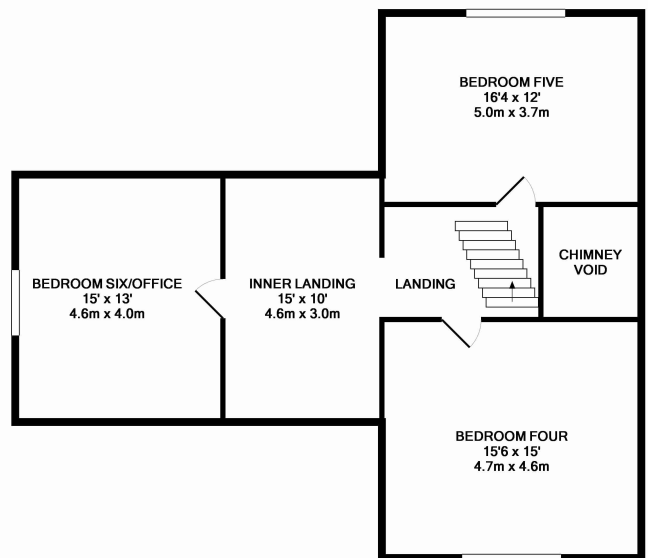 BEDROOM FIVE
16'4 x 12'
5.0m x 3.7m
BEDROOM SIX/OFFICE
15' x 13'
4.6m x 4.0m
INNER LANDING
15' x 10'
4.6m x 3.0m
LANDING
CHIMNEY
VOID
BEDROOM FOUR
15'6 x 15'
4.7m x 4.6m